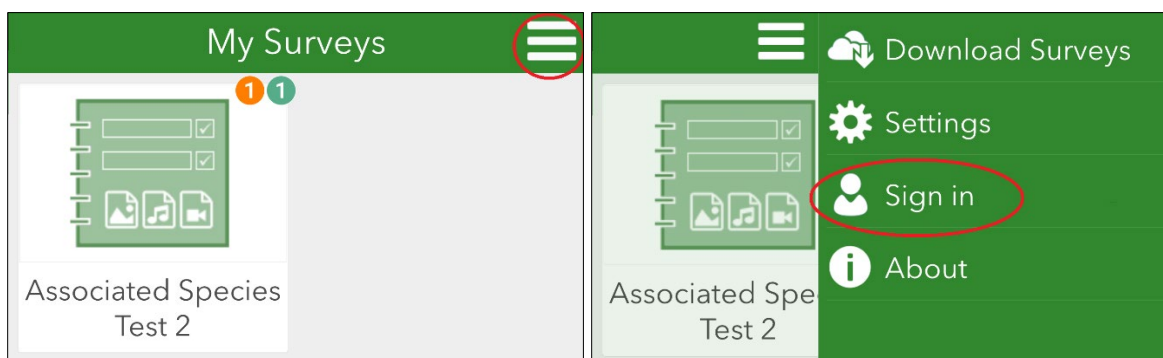 My Surveys
1 1
Associated Species
Test 2
Download Surveys
Settings
Sign in
i About
Associated Spe
Test 2